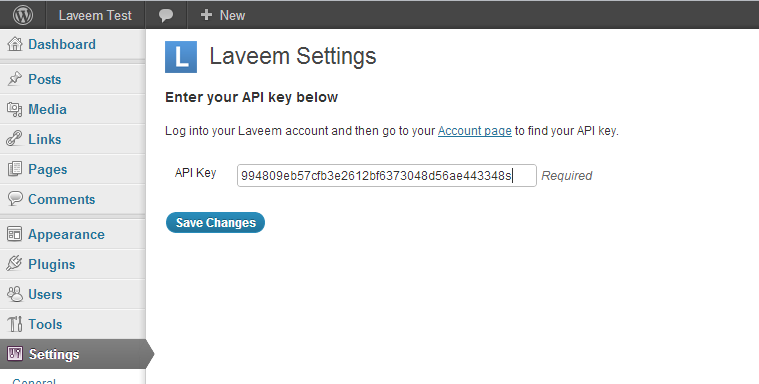 Laveem Test + New
Dashboard
Posts
Media
Links
Pages
Comments
Appearance
Plugins
Users
Tools
Settings
General
L Laveem Settings
Enter your API key below
Log into your Laveem account and then go to your Account page to find your API key.
API Key 994809eb57cfb3e2612bf6373048d56ae443348s Required
Save Changes